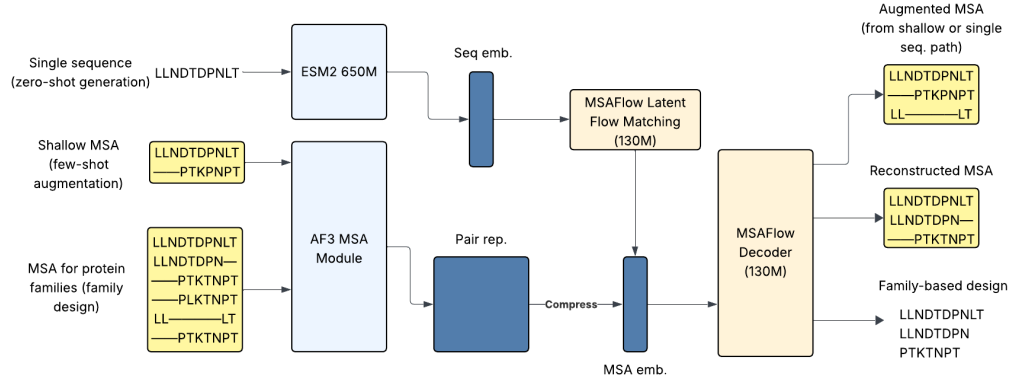 Single sequence
(zero-shot generation)
LLNDTDPNLT
ESM2 650M
Seq emb.
MSAFlow Latent
Flow Matching
(130M)
Augmented MSA
(from shallow or single
seq. path)
LLNDTDPNLT
——PTKPNPT
LL————LT
Shallow MSA
(few-shot
augmentation)
LLNDTDPNLT
——PTKPNPT
AF3 MSA
Module
Pair rep.
Compress
MSA emb.
MSAFlow
Decoder
(130M)
Reconstructed MSA
LLNDTDPNLT
LLNDTDPN—
——PTKTNPT
MSA for protein
families (family
design)
LLNDTDPNLT
LLNDTDPN—
——PTKTNPT
——PLKTNPT
LL————LT
——PTKTNPT
Family-based design
LLNDTDPNLT
LLNDTDPN
PTKTNPT